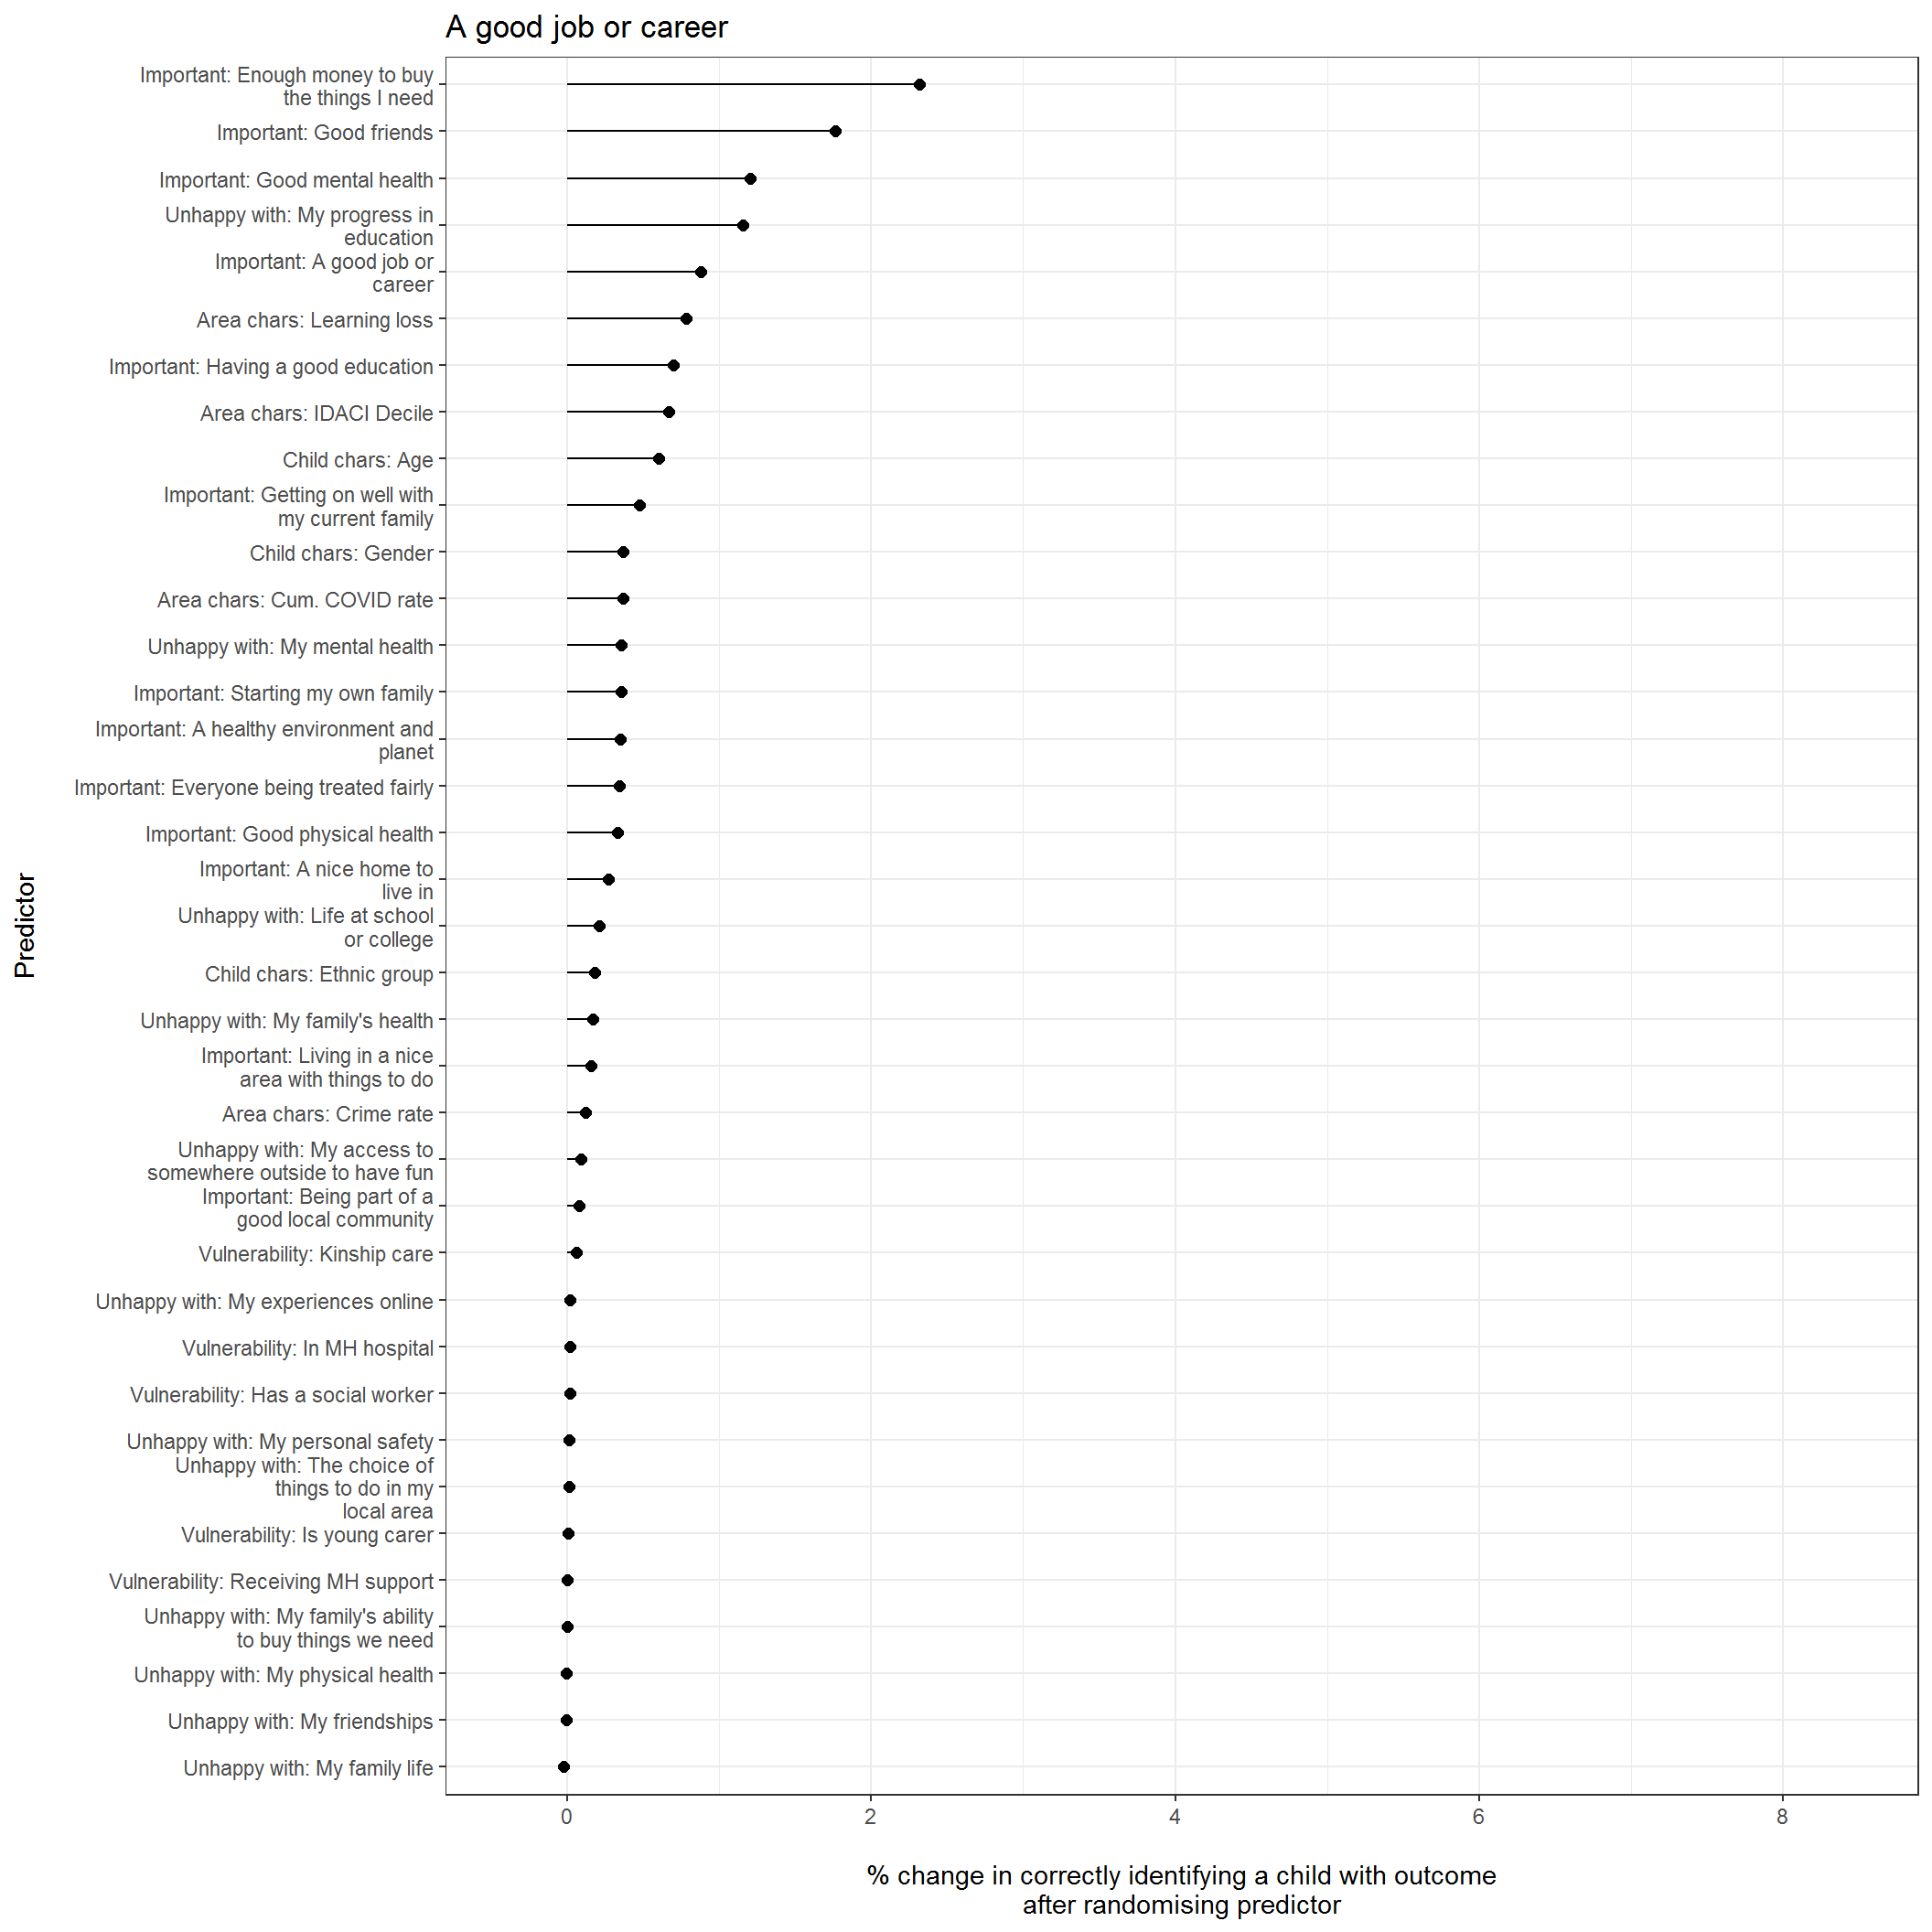 A good job or career
Important: Enough money to buy
the things I need
Important: Good friends
Important: Good mental health
Unhappy with: My progress in
education
Important: A good job or
career
Area chars: Learning loss
Important: Having a good education
Area chars: IDACI Decile
Child chars: Age
Important: Getting on well with
my current family
Child chars: Gender
Area chars: Cum. COVID rate
Unhappy with: My mental health
Important: Starting my own family
Important: A healthy environment and
planet
Important: Everyone being treated fairly
Important: Good physical health
Important: A nice home to
live in
Unhappy with: Life at school
or college
Child chars: Ethnic group
Unhappy with: My family's health
Important: Living in a nice
area with things to do
Area chars: Crime rate
Unhappy with: My access to
somewhere outside to have fun
Important: Being part of a
good local community
Vulnerability: Kinship care
Unhappy with: My experiences online
Vulnerability: In MH hospital
Vulnerability: Has a social worker
Unhappy with: My personal safety
Unhappy with: The choice of
things to do in my
local area
Vulnerability: Is young carer
Vulnerability: Receiving MH support
Unhappy with: My family's ability
to buy things we need
Unhappy with: My physical health
Unhappy with: My friendships
Unhappy with: My family life
Predictor
0 2 4 6 8
% change in correctly identifying a child with outcome
after randomising predictor